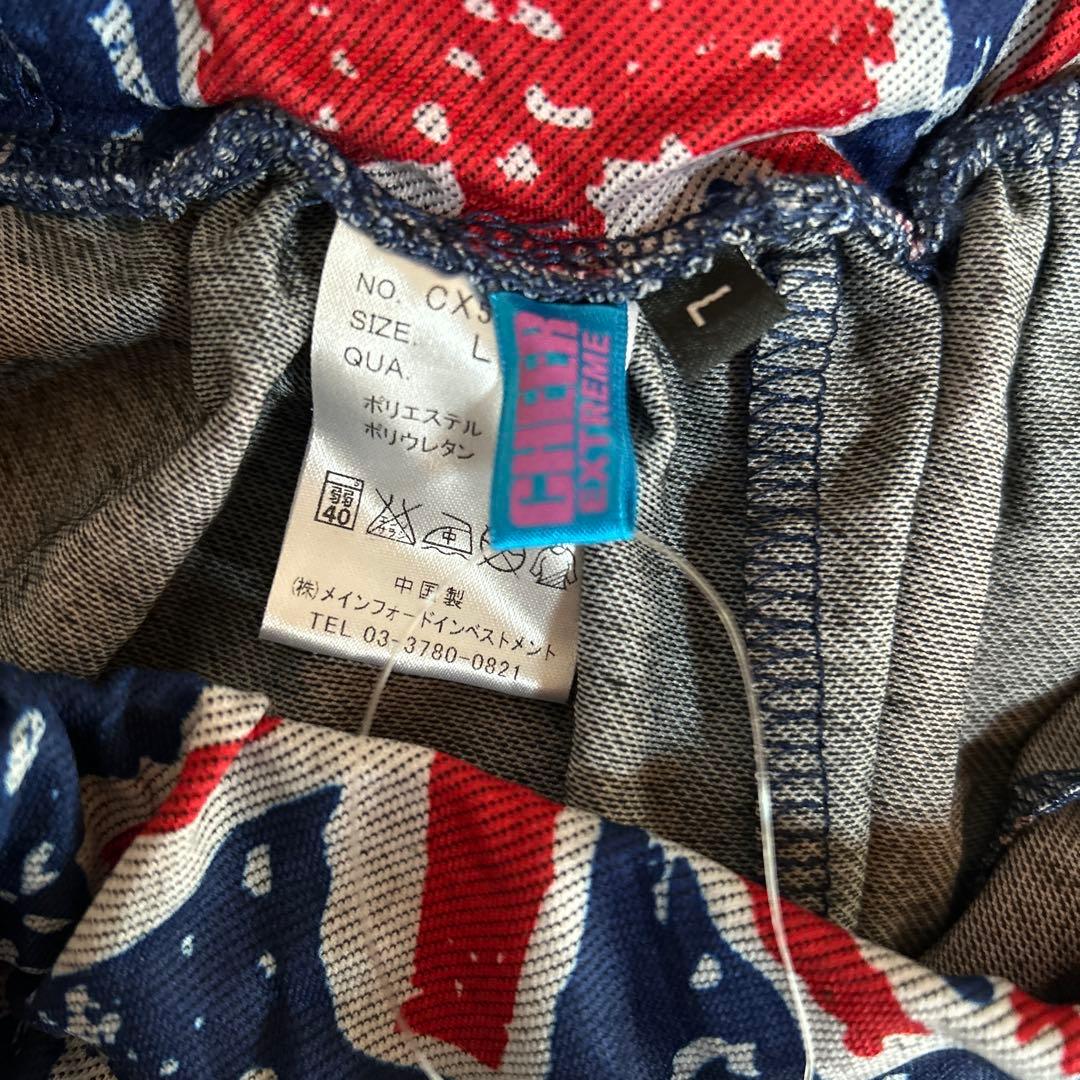 NO. CX5
SIZE. L
QUA.
ポリエステル
ポリウレタン
弱
40
中
中国製
(株)メインフォードインベストメント
TEL 03-3780-0821
CHEER
EXTREME
L